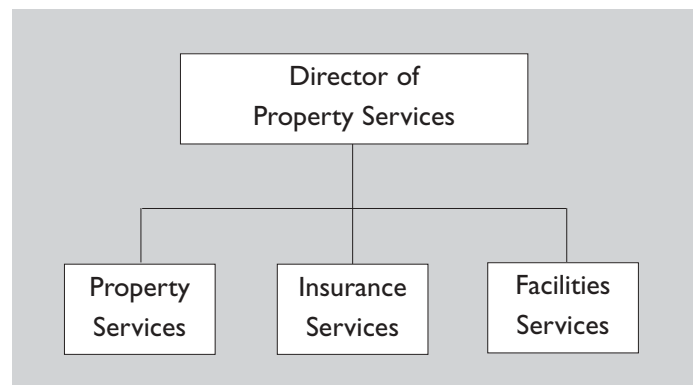 Director of
Property Services
Property
Services
Insurance
Services
Facilities
Services